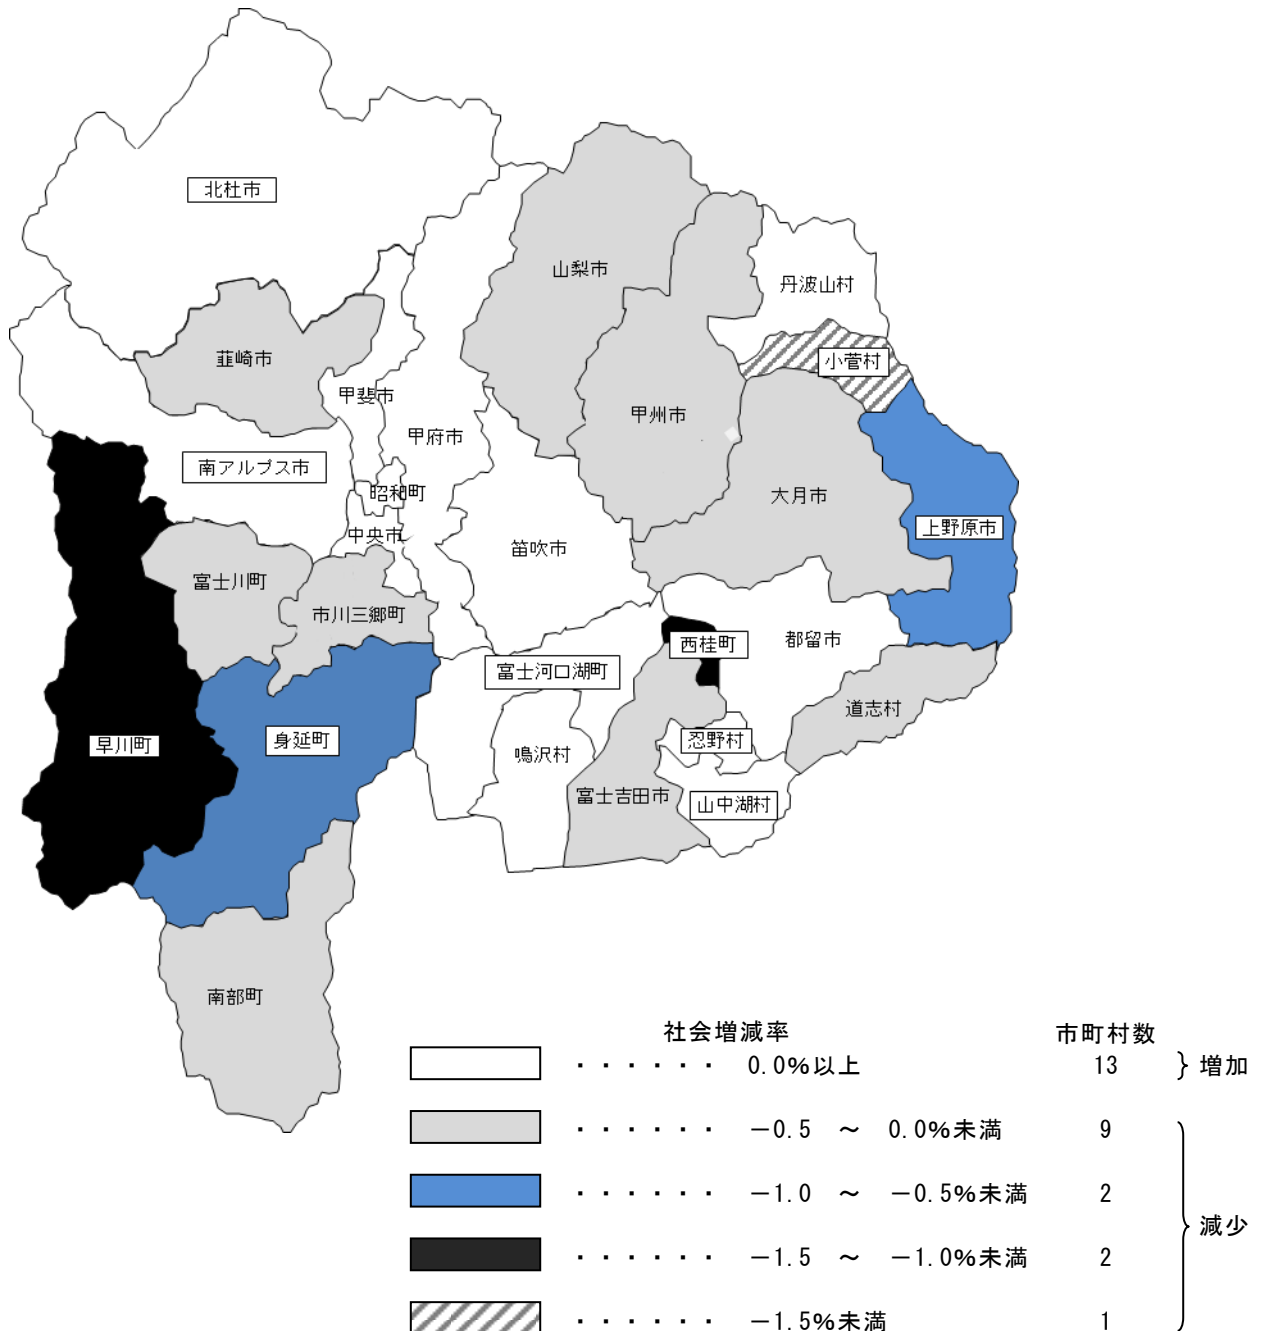 北杜市
山梨市
丹波山村
韮崎市
小菅村
甲斐市
甲州市
甲府市
南アルプス市
昭和町
大月市
上野原市
中央市
笛吹市
富士川町
市川三郷町
西桂町
都留市
富士河口湖町
道志村
早川町
身延町
忍野村
鳴沢村
富士吉田市
山中湖村
南部町
社会増減率 市町村数
・・・・・・ 0.0%以上 13 } 増加
・・・・・・ －0.5 ～ 0.0%未満 9
・・・・・・ －1.0 ～ －0.5%未満 2
減少
・・・・・・ －1.5 ～ －1.0%未満 2
・・・・・・ －1.5%未満 1